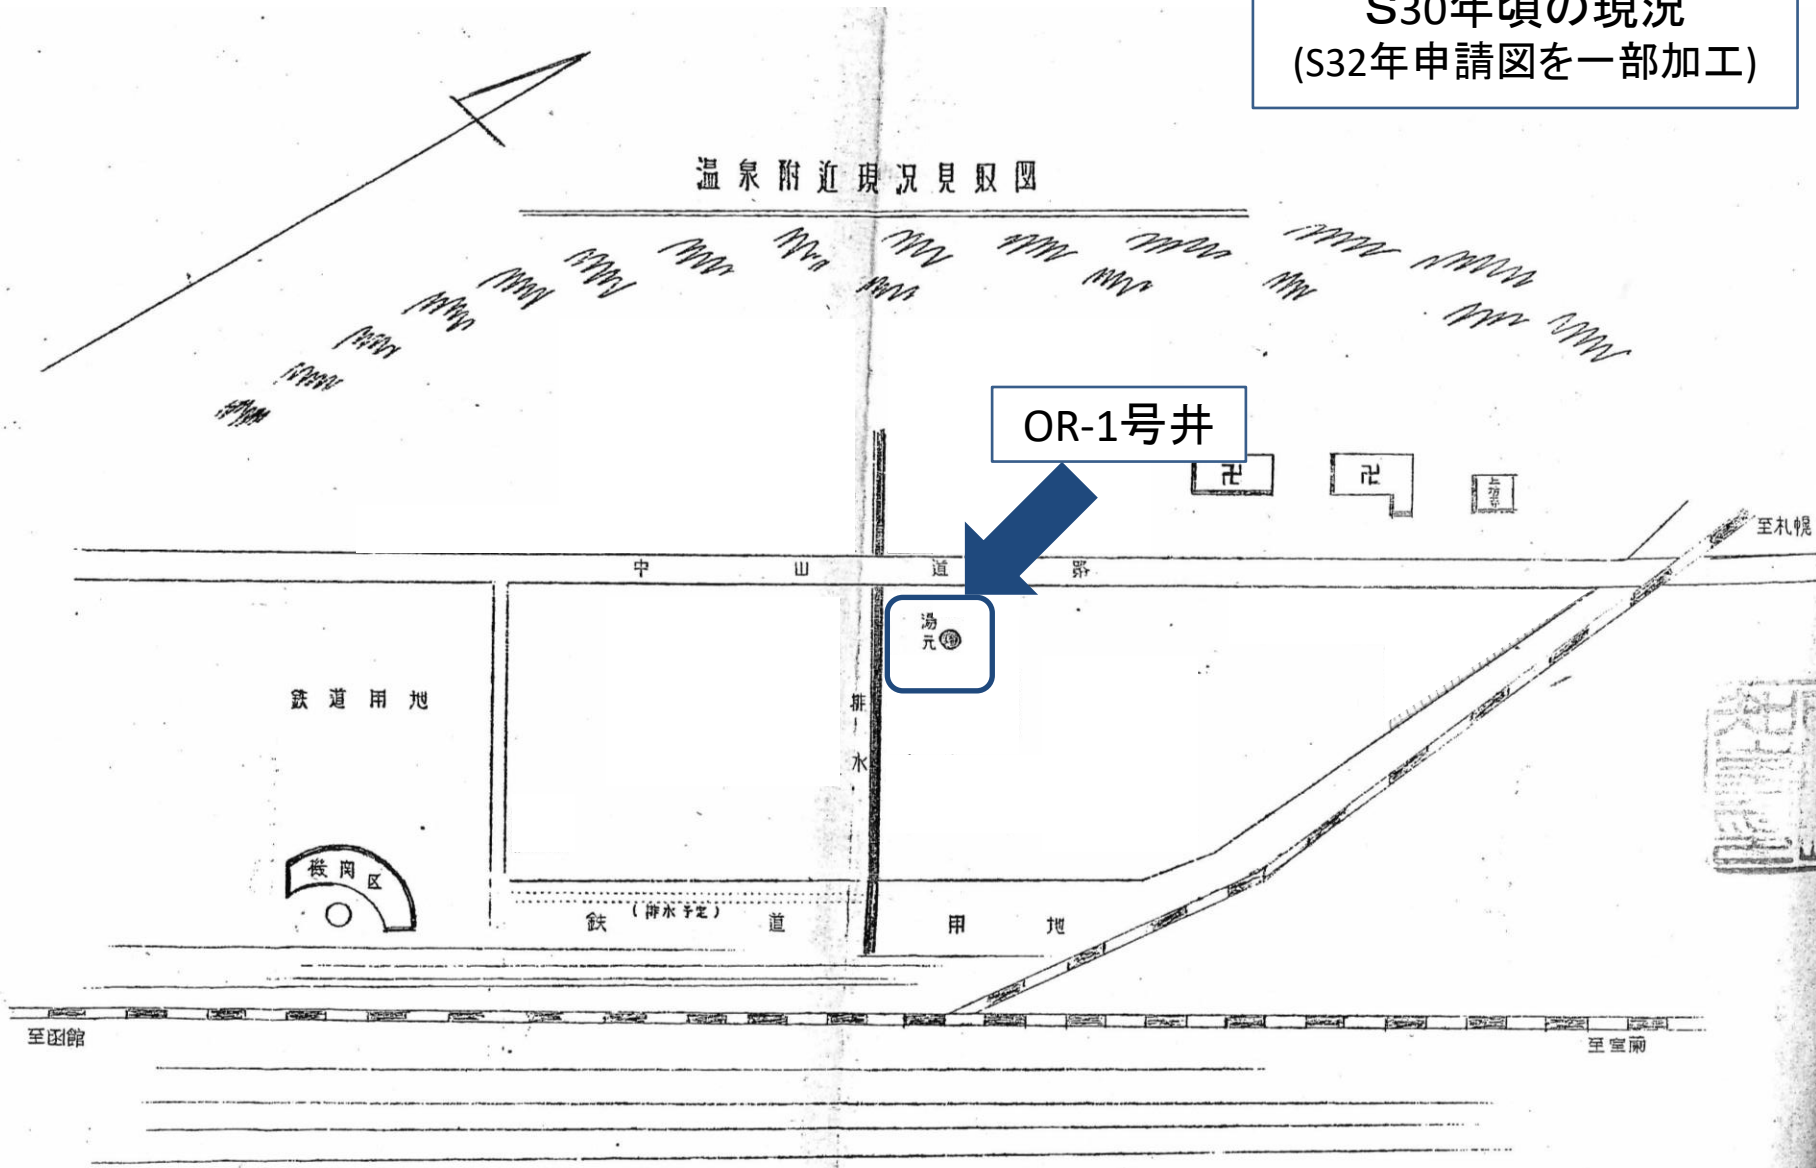 S30年頃の現況
(S32年申請図を一部加工)
温泉附近現況見取図
OR-1号井
卍
卍
至札幌
中山道路
湯元
鉄道用地
排水
機関区
(排水予定)
鉄道用地
至函館
至室蘭